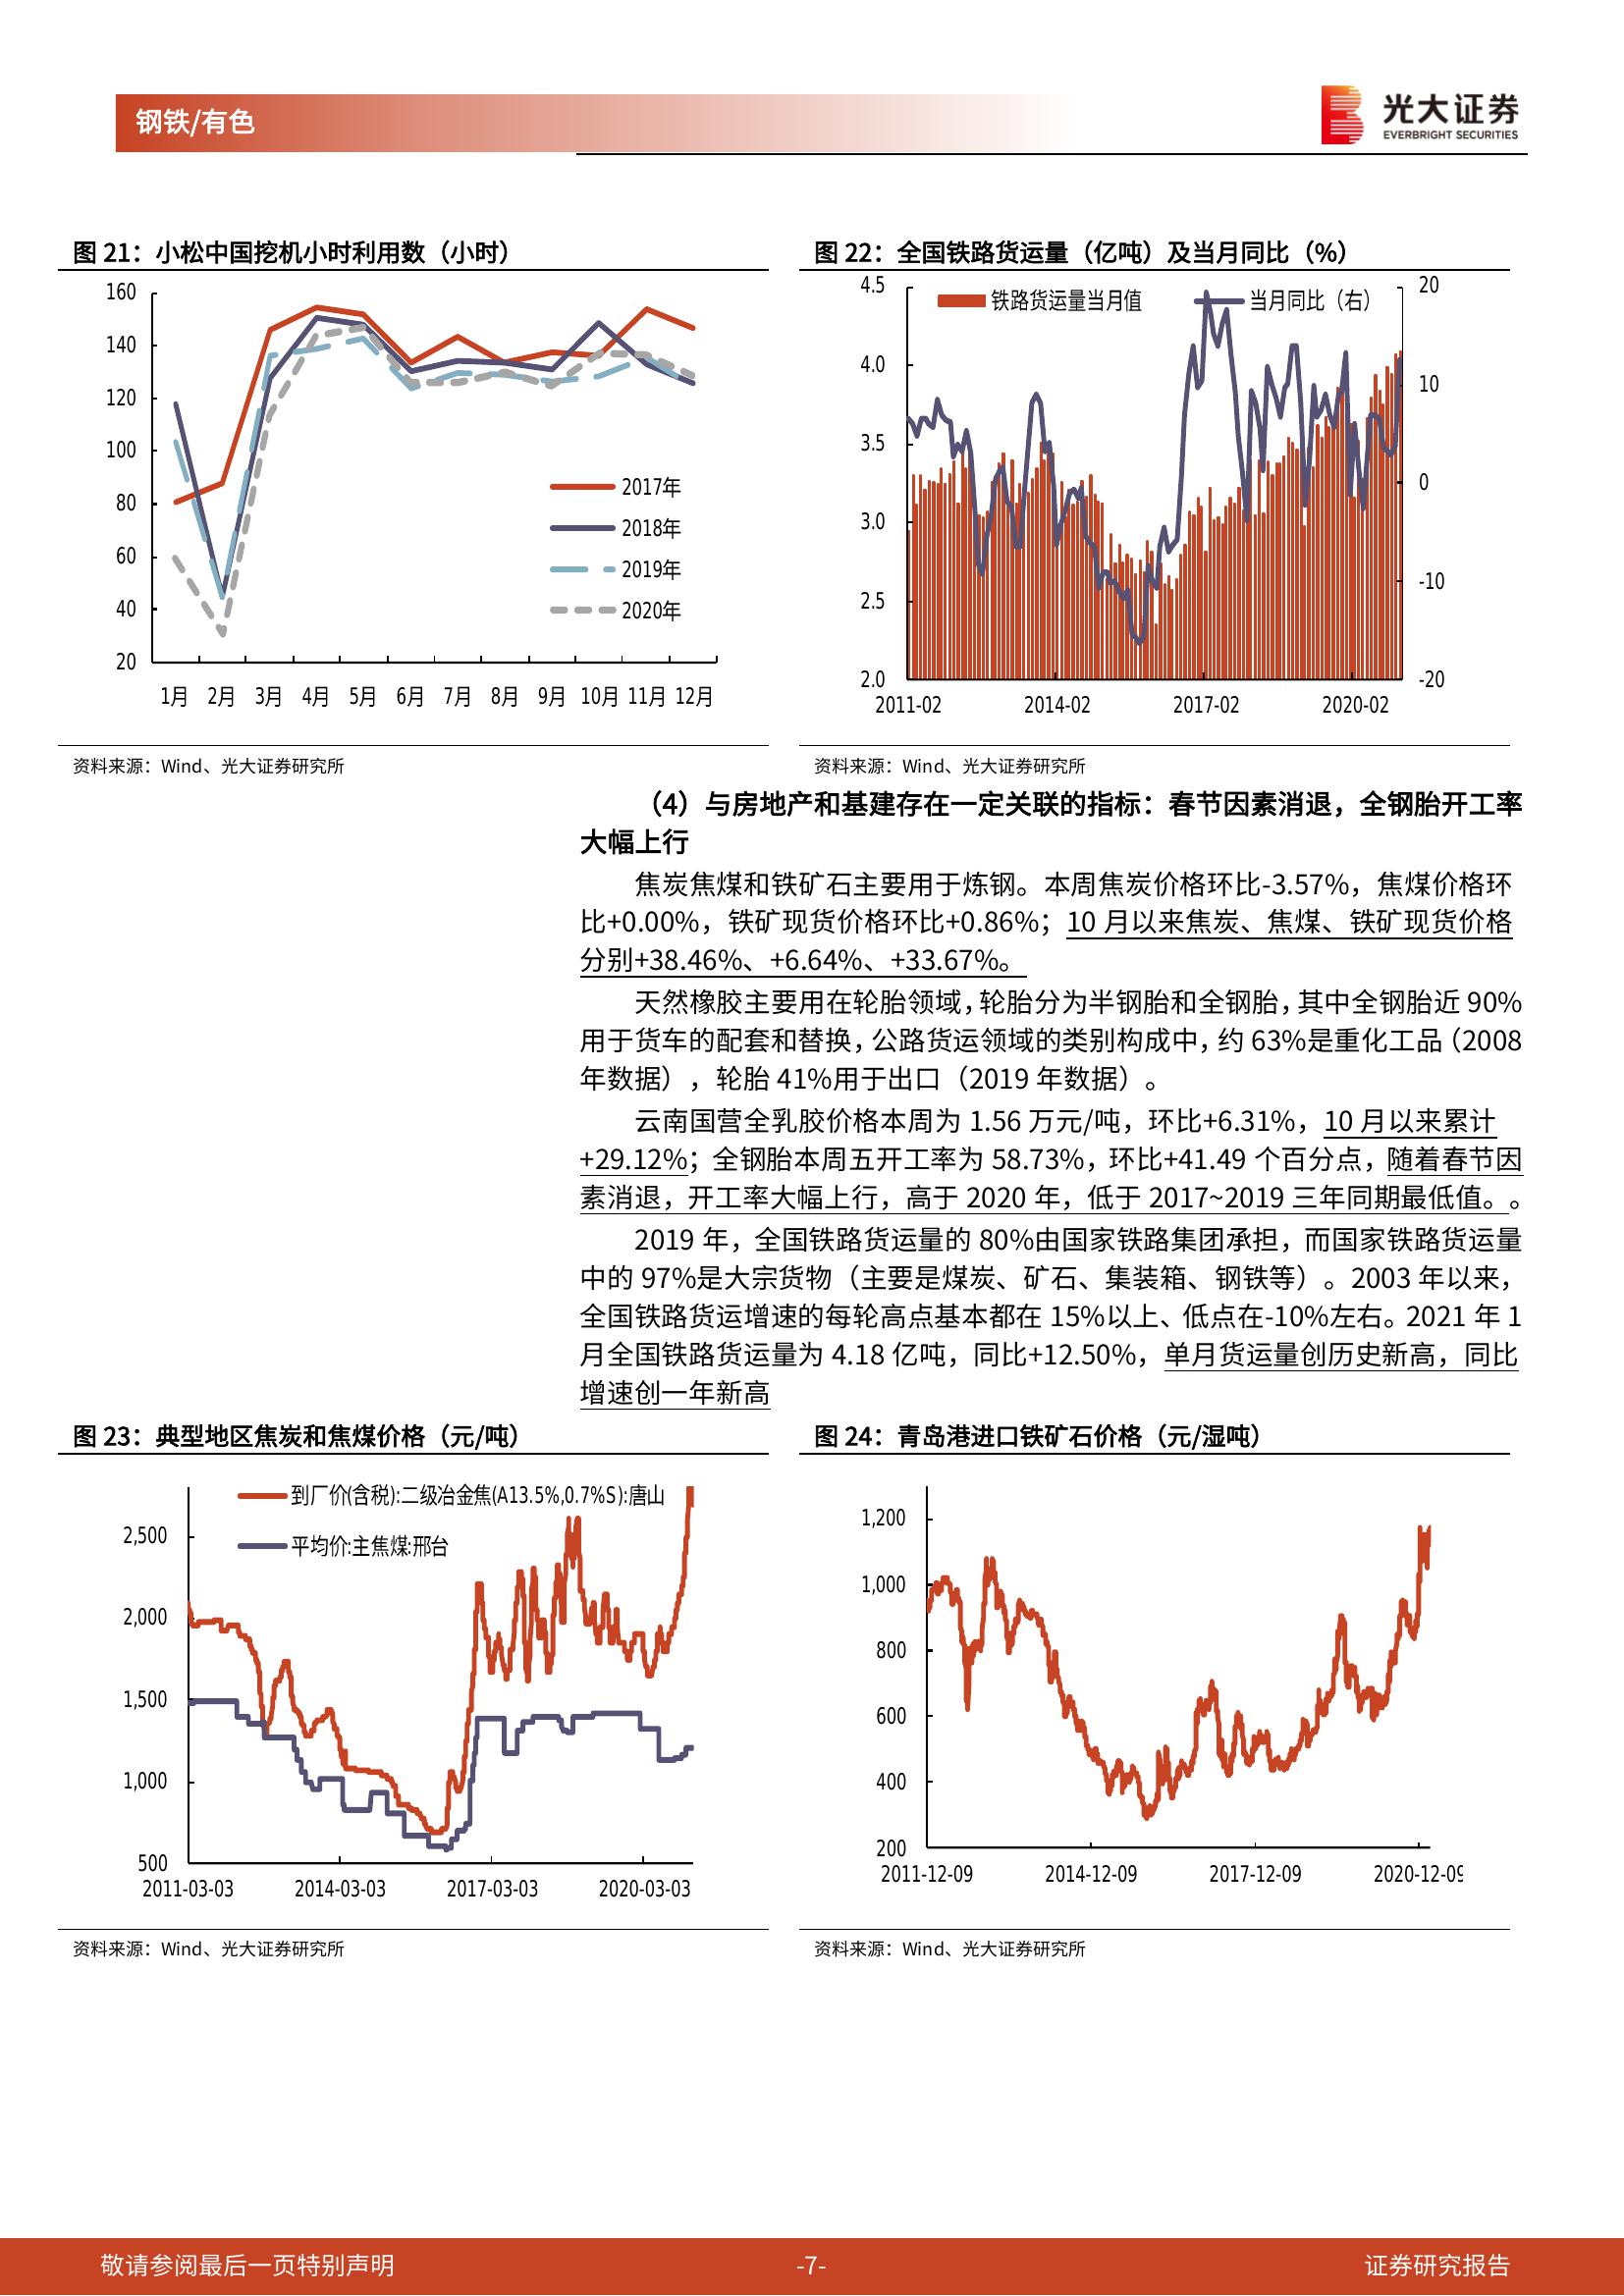 钢铁/有色
光大证券
EVERBRIGHT SECURITIES
图 21：小松中国挖机小时利用数（小时）
160
140
120
100
80
60
40
20
1月 2月 3月 4月 5月 6月 7月 8月 9月 10月 11月 12月
2017年
2018年
2019年
2020年
资料来源：Wind、光大证券研究所
图 22：全国铁路货运量（亿吨）及当月同比（%）
铁路货运量当月值
当月同比（右）
4.5
4.0
3.5
3.0
2.5
2.0
20
10
0
-10
-20
2011-02 2014-02 2017-02 2020-02
资料来源：Wind、光大证券研究所
（4）与房地产和基建存在一定关联的指标：春节因素消退，全钢胎开工率
大幅上行
焦炭焦煤和铁矿石主要用于炼钢。本周焦炭价格环比-3.57%，焦煤价格环
比+0.00%，铁矿现货价格环比+0.86%；10 月以来焦炭、焦煤、铁矿现货价格
分别+38.46%、+6.64%、+33.67%。
天然橡胶主要用在轮胎领域，轮胎分为半钢胎和全钢胎，其中全钢胎近 90%
用于货车的配套和替换，公路货运领域的类别构成中，约 63%是重化工品（2008
年数据），轮胎 41%用于出口（2019 年数据）。
云南国营全乳胶价格本周为 1.56 万元/吨，环比+6.31%，10 月以来累计
+29.12%；全钢胎本周五开工率为 58.73%，环比+41.49 个百分点，随着春节因
素消退，开工率大幅上行，高于 2020 年，低于 2017~2019 三年同期最低值。。
2019 年，全国铁路货运量的 80%由国家铁路集团承担，而国家铁路货运量
中的 97%是大宗货物（主要是煤炭、矿石、集装箱、钢铁等）。2003 年以来，
全国铁路货运增速的每轮高点基本都在 15%以上、低点在-10%左右。2021 年 1
月全国铁路货运量为 4.18 亿吨，同比+12.50%，单月货运量创历史新高，同比
增速创一年新高
图 23：典型地区焦炭和焦煤价格（元/吨）
到厂价(含税):二级冶金焦(A13.5%,0.7%S):唐山
平均价:主焦煤:邢台
2,500
2,000
1,500
1,000
500
2011-03-03 2014-03-03 2017-03-03 2020-03-03
资料来源：Wind、光大证券研究所
图 24：青岛港进口铁矿石价格（元/湿吨）
1,200
1,000
800
600
400
200
2011-12-09 2014-12-09 2017-12-09 2020-12-09
资料来源：Wind、光大证券研究所
敬请参阅最后一页特别声明
-7-
证券研究报告